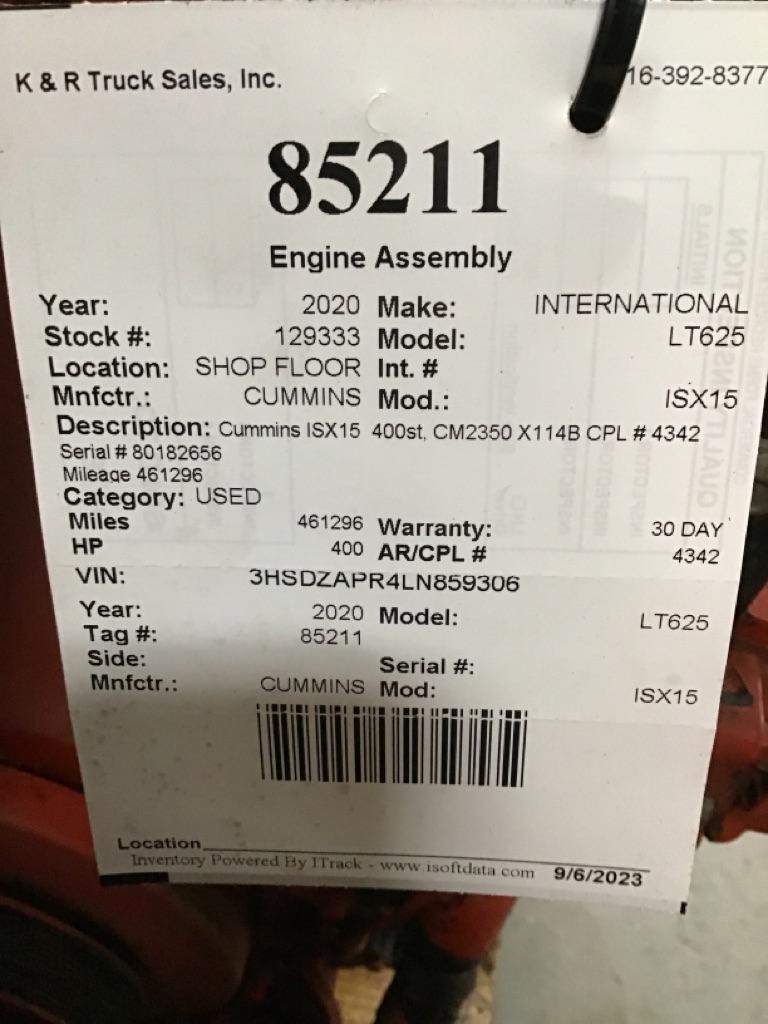 K & R Truck Sales, Inc. 16-392-8377
85211
Engine Assembly
Year: 2020 Make: INTERNATIONAL
Stock #: 129333 Model: LT625
Location: SHOP FLOOR Int. #
Mnfctr.: CUMMINS Mod.: ISX15
Description: Cummins ISX15 400st, CM2350 X114B CPL # 4342
Serial # 80182656
Mileage 461296
Category: USED
Miles 461296 Warranty: 30 DAY
HP 400 AR/CPL # 4342
VIN: 3HSDZAPR4LN859306
Year: 2020 Model: LT625
Tag #: 85211
Side: Serial #:
Mnfctr.: CUMMINS Mod: ISX15
Location
Inventory Powered By ITrack - www.isoftdata.com 9/6/2023